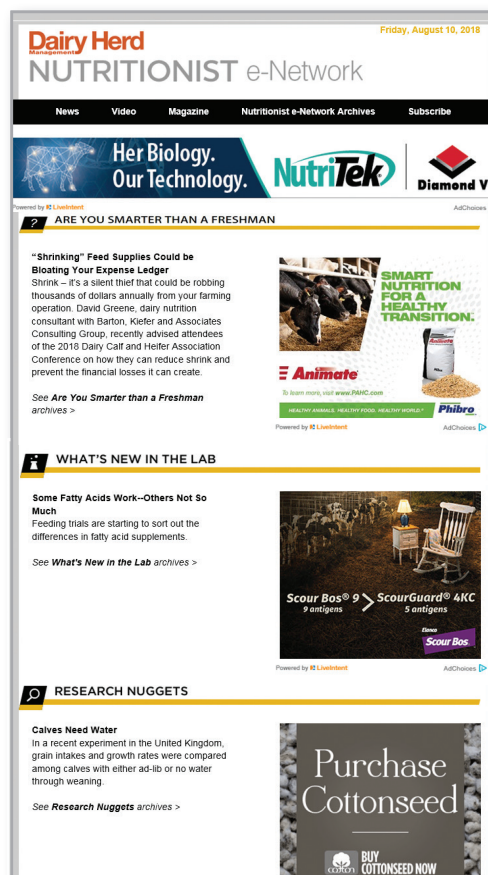 Friday, August 10, 2018
Dairy Herd
Management
NUTRITIONIST e-Network
News Video Magazine Nutritionist e-Network Archives Subscribe
Her Biology.
Our Technology.
NutriTek
Diamond V
Powered by LiveIntent
AdChoices
? ARE YOU SMARTER THAN A FRESHMAN
“Shrinking” Feed Supplies Could be
Bloating Your Expense Ledger
Shrink – it's a silent thief that could be robbing
thousands of dollars annually from your farming
operation. David Greene, dairy nutrition
consultant with Barton, Kiefer and Associates
Consulting Group, recently advised attendees
of the 2018 Dairy Calf and Heifer Association
Conference on how they can reduce shrink and
prevent the financial losses it can create.
See Are You Smarter than a Freshman
archives >
SMART
NUTRITION
FOR A
HEALTHY
TRANSITION.
Animate
To learn more, visit www.PAHC.com
HEALTHY ANIMALS. HEALTHY FOOD. HEALTHY WORLD.®
Phibro
Powered by LiveIntent
AdChoices
WHAT'S NEW IN THE LAB
Some Fatty Acids Work--Others Not So
Much
Feeding trials are starting to sort out the
differences in fatty acid supplements.
See What's New in the Lab archives >
Scour Bos® 9 > ScourGuard® 4KC
9 antigens 5 antigens
Elanco
Scour Bos
Powered by LiveIntent
AdChoices
RESEARCH NUGGETS
Calves Need Water
In a recent experiment in the United Kingdom,
grain intakes and growth rates were compared
among calves with either ad-lib or no water
through weaning.
See Research Nuggets archives >
Purchase
Cottonseed
cotton
BUY
COTTONSEED NOW